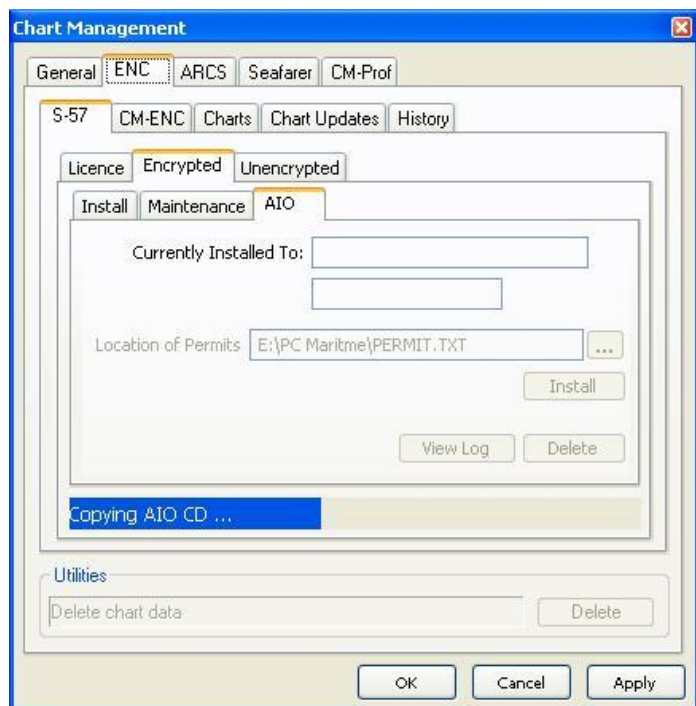 Chart Management
General ENC ARCS Seafarer CM-Prof
S-57 CM-ENC Charts Chart Updates History
Licence Encrypted Unencrypted
Install Maintenance AIO
Currently Installed To:
Location of Permits E:\PC Maritme\PERMIT.TXT ...
Install
View Log Delete
Copying AIO CD ...
Utilities
Delete chart data Delete
OK Cancel Apply